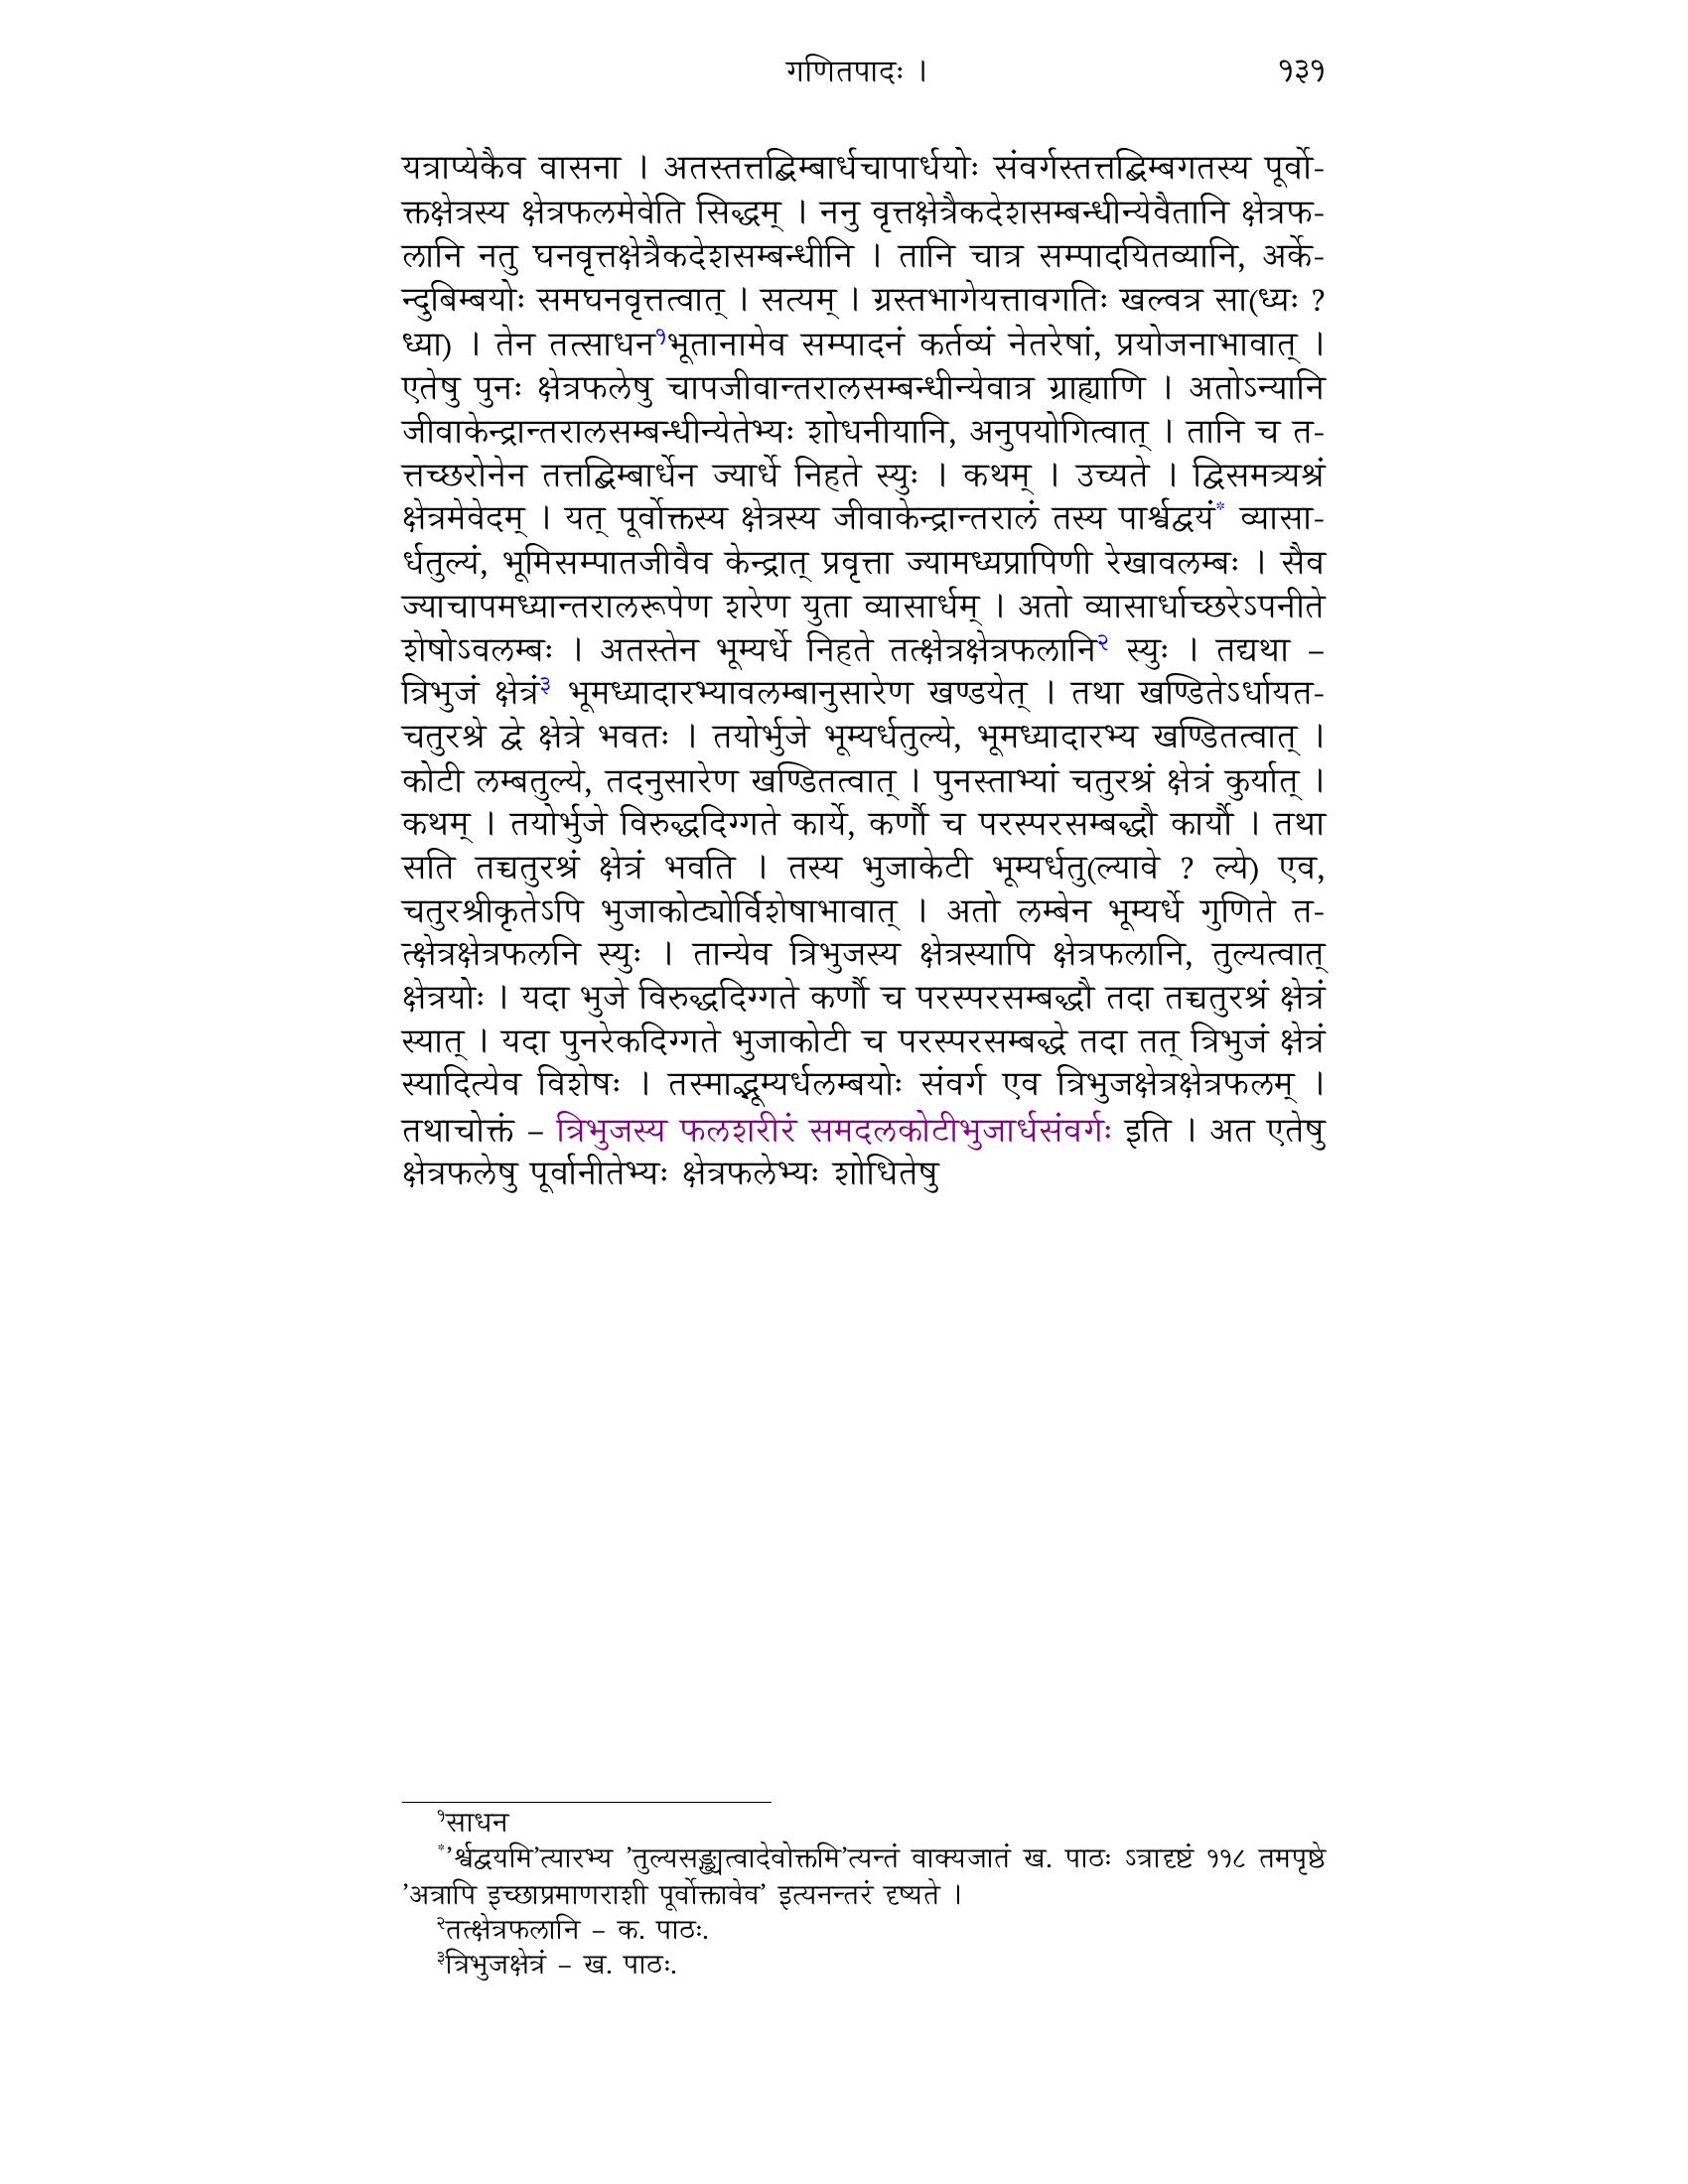 गणितपादः । १३१
यत्राप्येकैव वासना । अतस्तत्तद्बिम्बार्धचापार्धयोः संवर्गस्तत्तद्बिम्बगतस्य पूर्वो-
क्तक्षेत्रस्य क्षेत्रफलमेवेति सिद्धम् । ननु वृत्तक्षेत्रैकदेशसम्बन्धीन्येवैतानि क्षेत्रफ-
लानि नतु घनवृत्तक्षेत्रैकदेशसम्बन्धीनि । तानि चात्र सम्पादयितव्यानि, अर्के-
न्दुबिम्बयोः समघनवृत्तत्वात् । सत्यम् । ग्रस्तभागेयत्तावगतिः खल्वत्र सा(ध्यः ?
ध्या) । तेन तत्साधन१भूतानामेव सम्पादनं कर्तव्यं नेतरेषां, प्रयोजनाभावात् ।
एतेषु पुनः क्षेत्रफलेषु चापजीवान्तरालसम्बन्धीन्येवात्र ग्राह्याणि । अतोऽन्यानि
जीवाकेन्द्रान्तरालसम्बन्धीन्येतेभ्यः शोधनीयानि, अनुपयोगित्वात् । तानि च त-
त्तच्छरोनेन तत्तद्बिम्बार्धेन ज्यार्धे निहते स्युः । कथम् । उच्यते । द्विसमत्र्यश्रं
क्षेत्रमेवेदम् । यत् पूर्वोक्तस्य क्षेत्रस्य जीवाकेन्द्रान्तरालं तस्य पार्श्वद्वयं* व्यासा-
र्धतुल्यं, भूमिसम्पातजीवैव केन्द्रात् प्रवृत्ता ज्यामध्यप्रापिणी रेखावलम्बः । सैव
ज्याचापमध्यान्तरालरूपेण शरेण युता व्यासार्धम् । अतो व्यासार्धाच्छरेऽपनीते
शेषोऽवलम्बः । अतस्तेन भूम्यर्धे निहते तत्क्षेत्रक्षेत्रफलानि२ स्युः । तद्यथा –
त्रिभुजं क्षेत्रं३ भूमध्यादारभ्यावलम्बानुसारेण खण्डयेत् । तथा खण्डितेऽर्धायत-
चतुरश्रे द्वे क्षेत्रे भवतः । तयोर्भुजे भूम्यर्धतुल्ये, भूमध्यादारभ्य खण्डितत्वात् ।
कोटी लम्बतुल्ये, तदनुसारेण खण्डितत्वात् । पुनस्ताभ्यां चतुरश्रं क्षेत्रं कुर्यात् ।
कथम् । तयोर्भुजे विरुद्धदिग्गते कार्ये, कर्णौ च परस्परसम्बद्धौ कार्यौ । तथा
सति तच्चतुरश्रं क्षेत्रं भवति । तस्य भुजाकेटी भूम्यर्धतु(ल्यावे ? ल्ये) एव,
चतुरश्रीकृतेऽपि भुजाकोट्योर्विशेषाभावात् । अतो लम्बेन भूम्यर्धे गुणिते त-
त्क्षेत्रक्षेत्रफलनि स्युः । तान्येव त्रिभुजस्य क्षेत्रस्यापि क्षेत्रफलानि, तुल्यत्वात्
क्षेत्रयोः । यदा भुजे विरुद्धदिग्गते कर्णौ च परस्परसम्बद्धौ तदा तच्चतुरश्रं क्षेत्रं
स्यात् । यदा पुनरेकदिग्गते भुजाकोटी च परस्परसम्बद्धे तदा तत् त्रिभुजं क्षेत्रं
स्यादित्येव विशेषः । तस्माद्भूम्यर्धलम्बयोः संवर्ग एव त्रिभुजक्षेत्रक्षेत्रफलम् ।
तथाचोक्तं – त्रिभुजस्य फलशरीरं समदलकोटीभुजार्धसंवर्गः इति । अत एतेषु
क्षेत्रफलेषु पूर्वानीतेभ्यः क्षेत्रफलेभ्यः शोधितेषु
१साधन
*’र्श्वद्वयमि’त्यारभ्य ’तुल्यसङ्ख्यत्वादेवोक्तमि’त्यन्तं वाक्यजातं ख. पाठः ऽत्रादृष्टं ११८ तमपृष्ठे
’अत्रापि इच्छाप्रमाणराशी पूर्वोक्तावेव’ इत्यनन्तरं दृष्यते ।
२तत्क्षेत्रफलानि – क. पाठः.
३त्रिभुजक्षेत्रं – ख. पाठः.